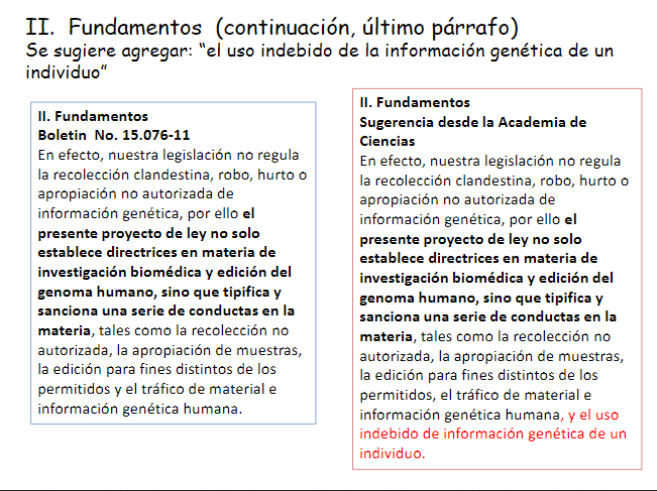 II. Fundamentos (continuación, último párrafo)
Se sugiere agregar: “el uso indebido de la información genética de un
individuo”
II. Fundamentos
Boletin No. 15.076-11
En efecto, nuestra legislación no regula
la recolección clandestina, robo, hurto o
apropiación no autorizada de
información genética, por ello el
presente proyecto de ley no solo
establece directrices en materia de
investigación biomédica y edición del
genoma humano, sino que tipifica y
sanciona una serie de conductas en la
materia, tales como la recolección no
autorizada, la apropiación de muestras,
la edición para fines distintos de los
permitidos y el tráfico de material e
información genética humana.
II. Fundamentos
Sugerencia desde la Academia de
Ciencias
En efecto, nuestra legislación no regula
la recolección clandestina, robo, hurto o
apropiación no autorizada de
información genética, por ello el
presente proyecto de ley no solo
establece directrices en materia de
investigación biomédica y edición del
genoma humano, sino que tipifica y
sanciona una serie de conductas en la
materia, tales como la recolección no
autorizada, la apropiación de muestras,
la edición para fines distintos de los
permitidos, el tráfico de material e
información genética humana, y el uso
indebido de información genética de un
individuo.